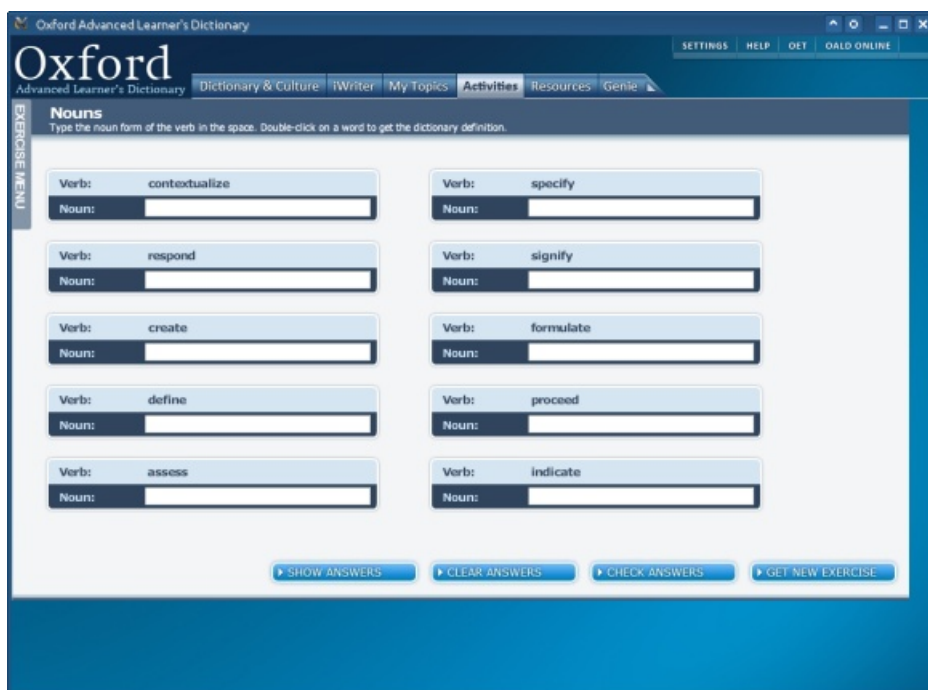 Oxford Advanced Learner's Dictionary
SETTINGS HELP OET OALD ONLINE
Oxford
Advanced Learner's Dictionary
Dictionary & Culture iWriter My Topics Activities Resources Genie
EXERCISE MENU
Nouns
Type the noun form of the verb in the space. Double-click on a word to get the dictionary definition.
Verb: contextualize
Noun:
Verb: specify
Noun:
Verb: respond
Noun:
Verb: signify
Noun:
Verb: create
Noun:
Verb: formulate
Noun:
Verb: define
Noun:
Verb: proceed
Noun:
Verb: assess
Noun:
Verb: indicate
Noun:
SHOW ANSWERS CLEAR ANSWERS CHECK ANSWERS GET NEW EXERCISE